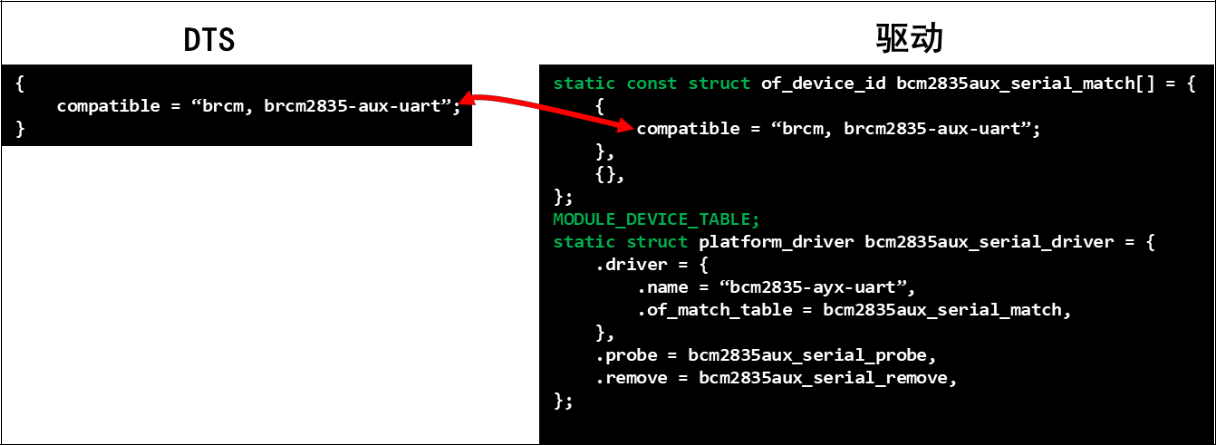 DTS
{
    compatible = “brcm, brcm2835-aux-uart”;
}
驱动
static const struct of_device_id bcm2835aux_serial_match[] = {
    {
        compatible = “brcm, brcm2835-aux-uart”;
    },
    {},
};
MODULE_DEVICE_TABLE;
static struct platform_driver bcm2835aux_serial_driver = {
    .driver = {
        .name = “bcm2835-ayx-uart”,
        .of_match_table = bcm2835aux_serial_match,
    },
    .probe = bcm2835aux_serial_probe,
    .remove = bcm2835aux_serial_remove,
};